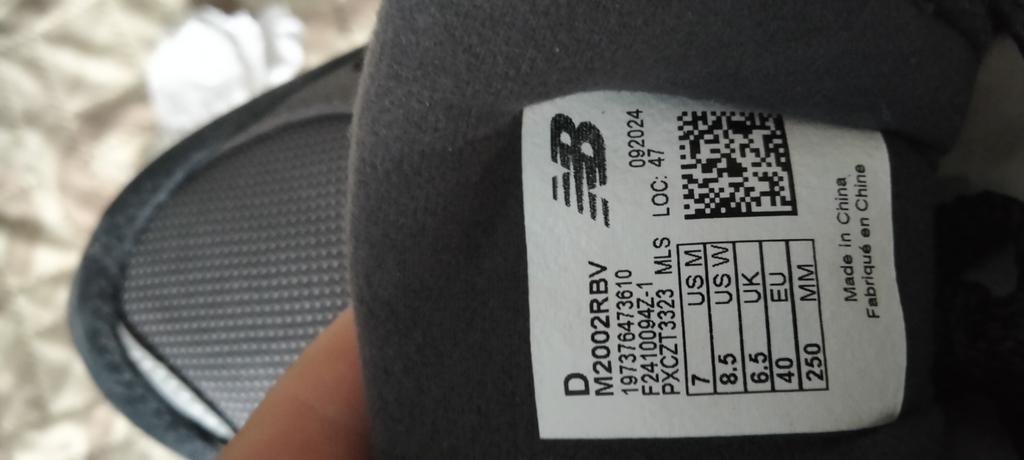 NB
D
M2002RBV
197376473610 092024
F2410094Z-1
PXCZT3323 MLS LOC: 47
7 US M
8.5 US W
6.5 UK
40 EU
250 MM
Made in China
Fabriqué en Chine